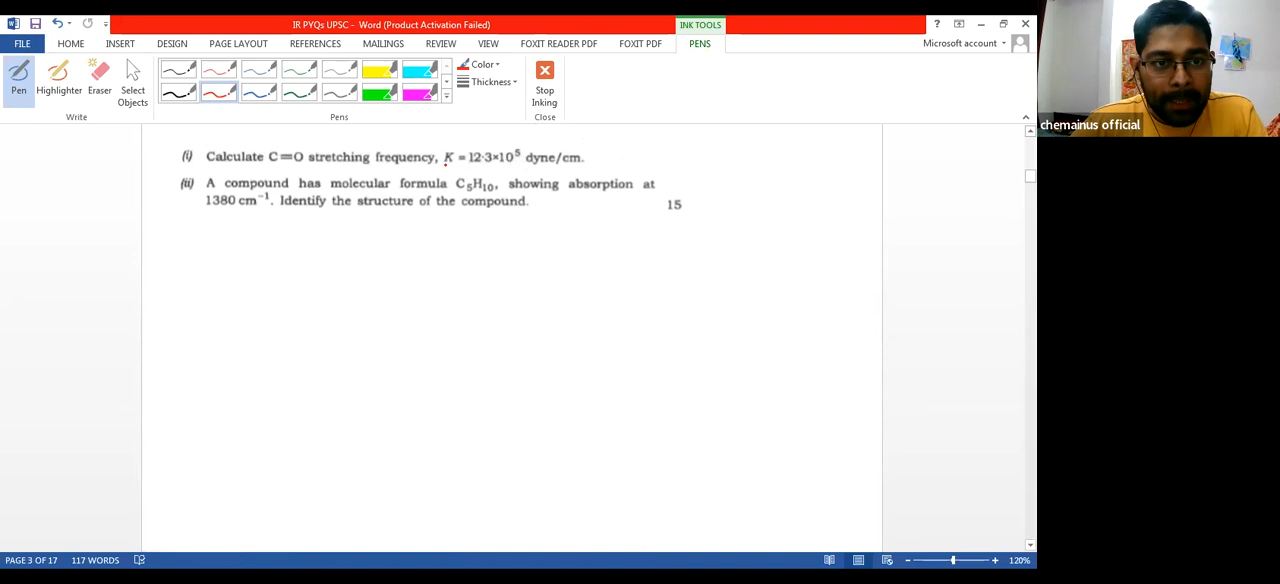 IR PYQs UPSC - Word (Product Activation Failed)
INK TOOLS
FILE HOME INSERT DESIGN PAGE LAYOUT REFERENCES MAILINGS REVIEW VIEW FOXIT READER PDF FOXIT PDF PENS
Microsoft account
Pen Highlighter Eraser Select Objects
Color
Thickness
Stop Inking
Write Pens Close
chemainus official
(i) Calculate C=O stretching frequency, K = 12·3×10⁵ dyne/cm.
(ii) A compound has molecular formula C₅H₁₀, showing absorption at
1380 cm⁻¹. Identify the structure of the compound.
15
PAGE 3 OF 17 117 WORDS
120%